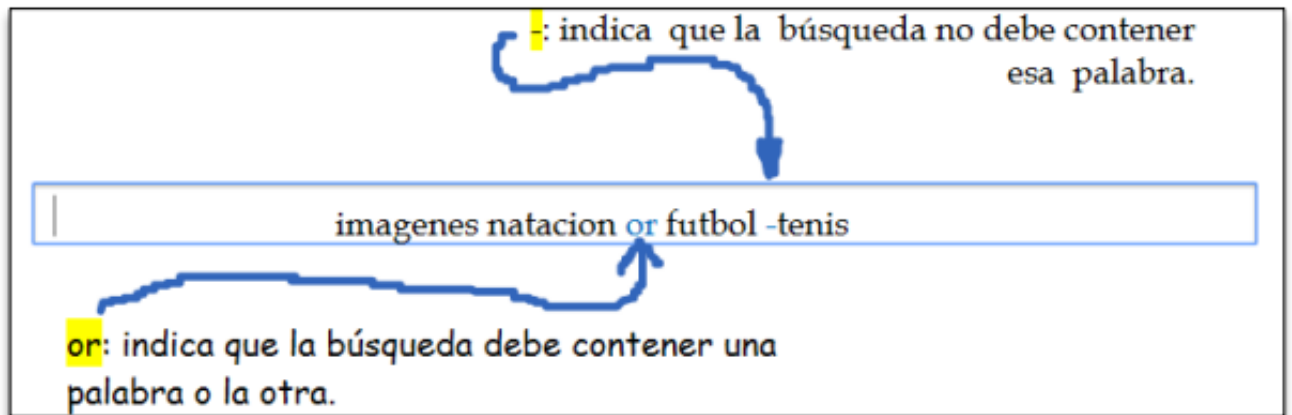 -: indica que la búsqueda no debe contener
esa palabra.
imagenes natacion or futbol -tenis
or: indica que la búsqueda debe contener una
palabra o la otra.